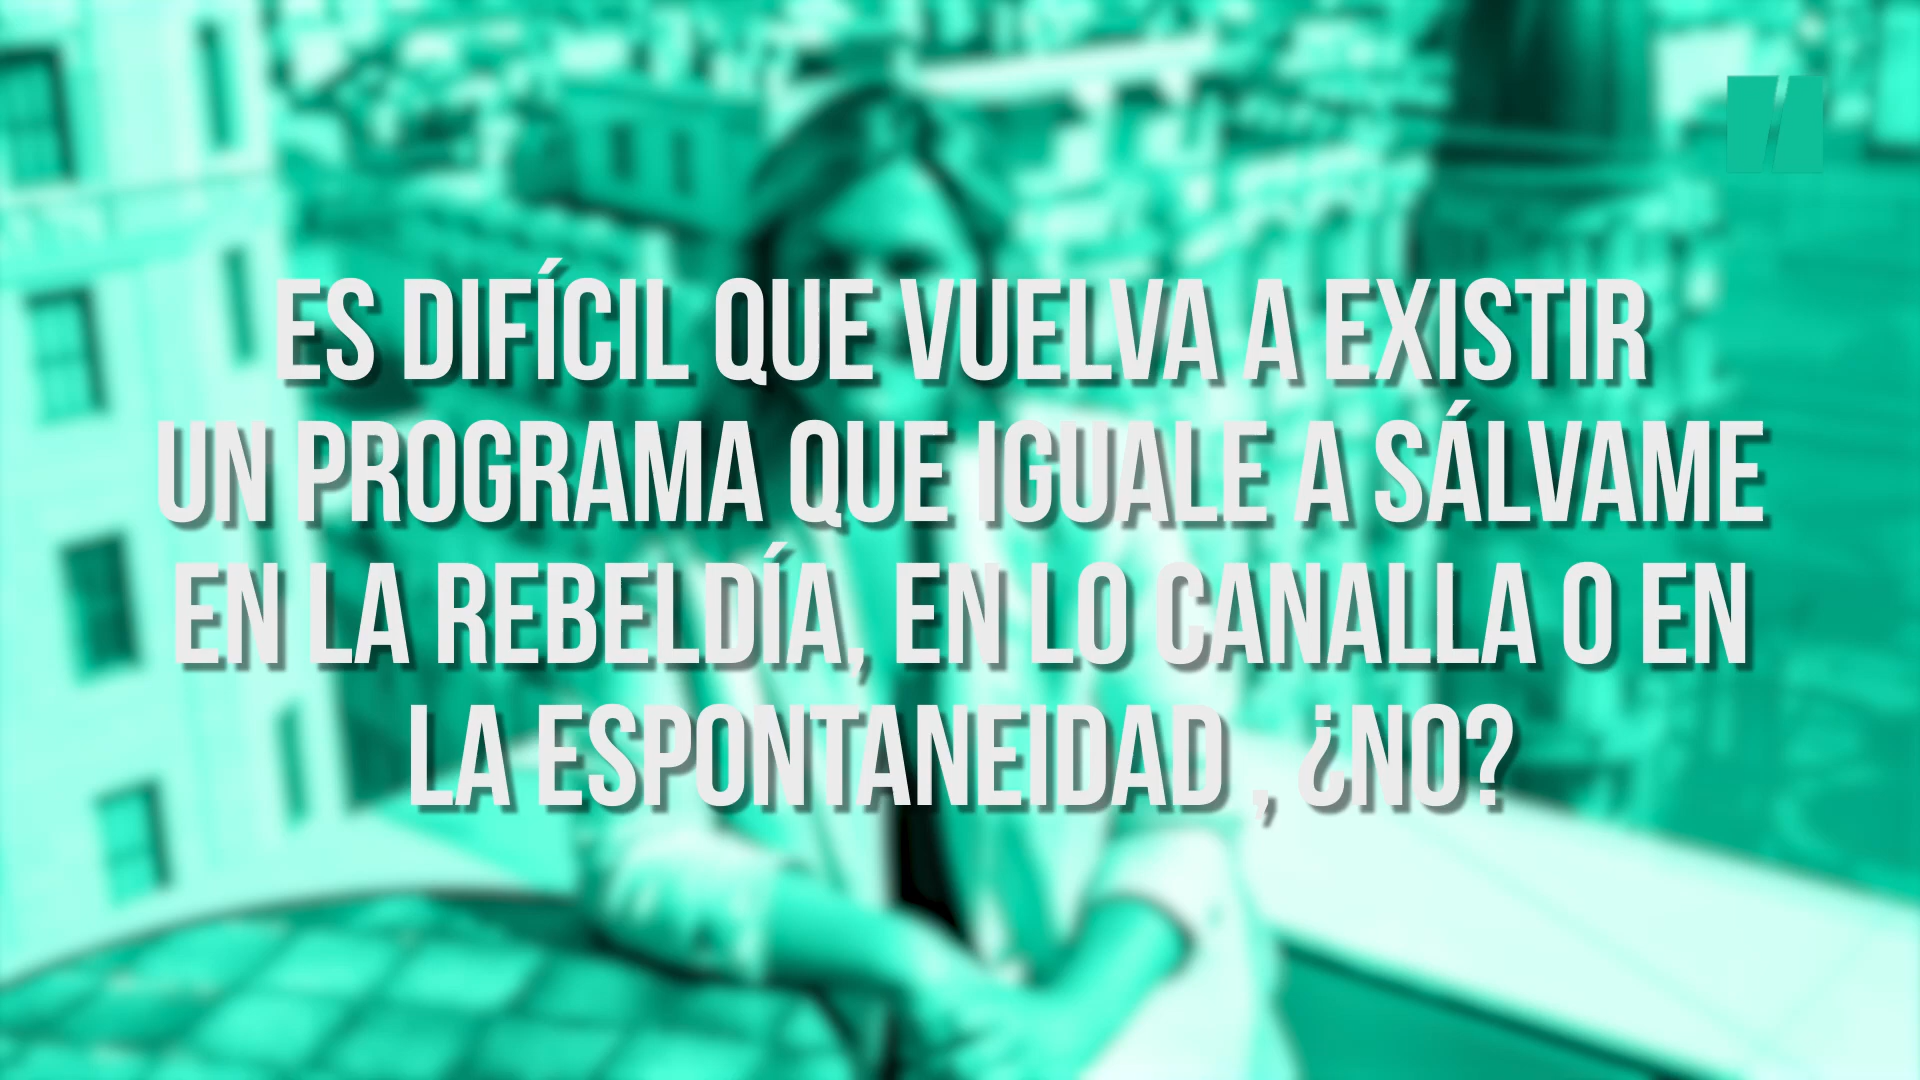 ES DIFÍCIL QUE VUELVA A EXISTIR
UN PROGRAMA QUE IGUALE A SÁLVAME
EN LA REBELDÍA, EN LO CANALLA O EN
LA ESPONTANEIDAD , ¿NO?